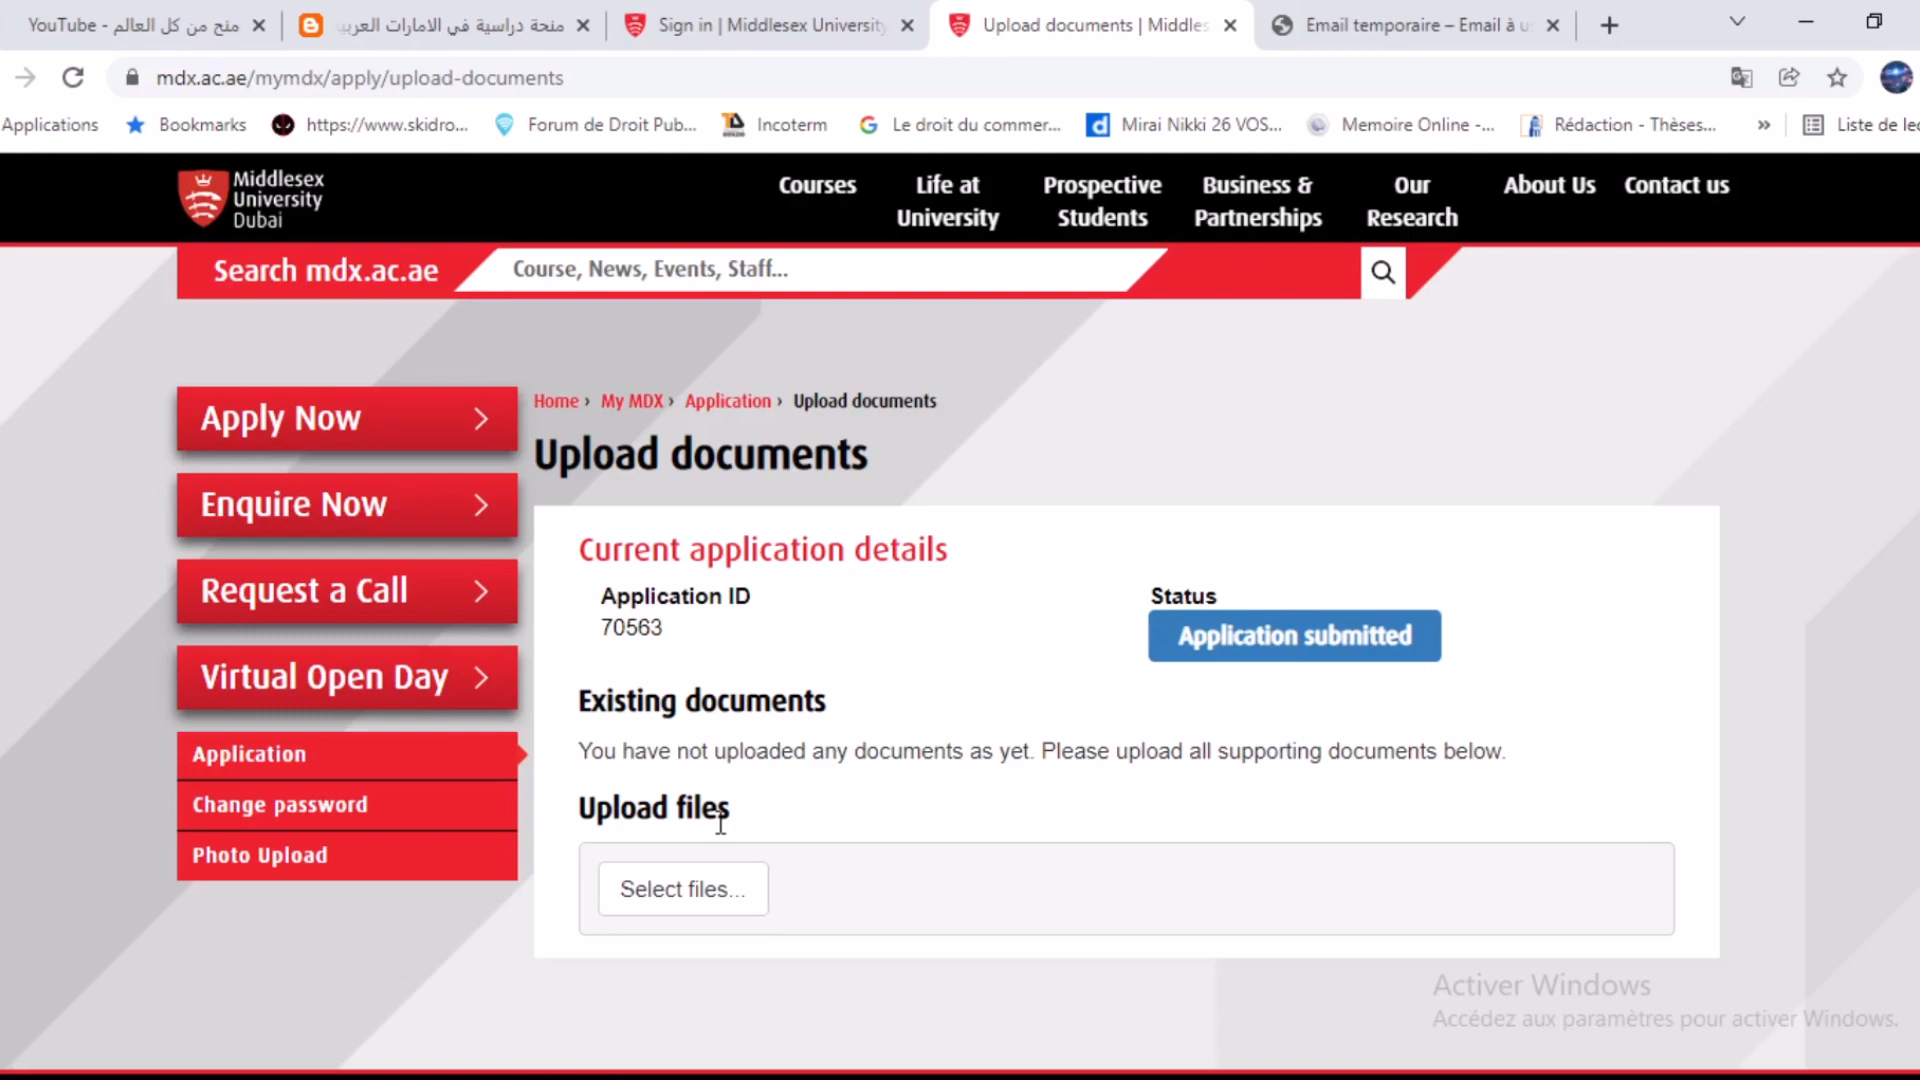 YouTube - منح من كل العالم
منحة دراسية في الامارات العربية
Sign in | Middlesex University
Upload documents | Middles
Email temporaire – Email à u
mdx.ac.ae/mymdx/apply/upload-documents
Applications
Bookmarks
https://www.skidro...
Forum de Droit Pub...
Incoterm
Le droit du commer...
Mirai Nikki 26 VOS...
Memoire Online -...
Rédaction - Thèses...
»
Liste de lec
Middlesex
University
Dubai
Courses
Life at
University
Prospective
Students
Business &
Partnerships
Our
Research
About Us
Contact us
Search mdx.ac.ae
Course, News, Events, Staff...
Apply Now
Enquire Now
Request a Call
Virtual Open Day
Application
Change password
Photo Upload
Home › My MDX › Application › Upload documents
Upload documents
Current application details
Application ID
70563
Status
Application submitted
Existing documents
You have not uploaded any documents as yet. Please upload all supporting documents below.
Upload files
Select files...
Activer Windows
Accédez aux paramètres pour activer Windows.